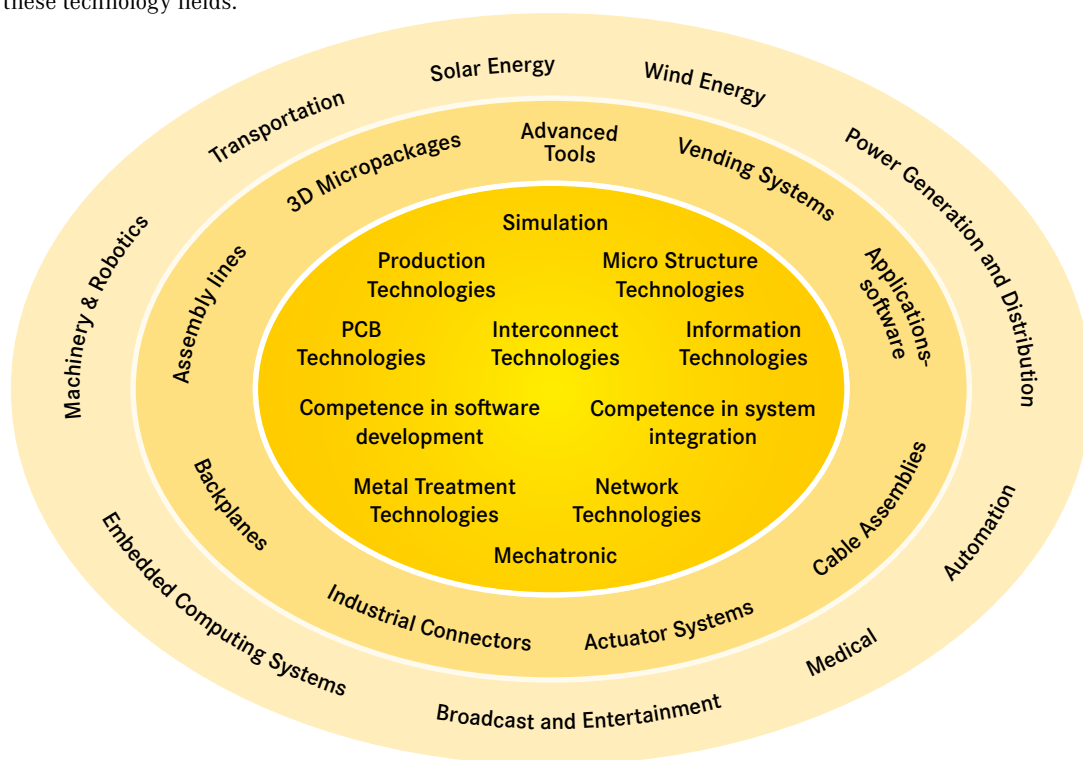 these technology fields.
Solar Energy
Wind Energy
Transportation
Power Generation and Distribution
Machinery & Robotics
Automation
Embedded Computing Systems
Medical
Broadcast and Entertainment
Advanced
Tools
3D Micropackages
Vending Systems
Assembly lines
Applications-
software
Backplanes
Cable Assemblies
Industrial Connectors
Actuator Systems
Simulation
Production
Technologies
Micro Structure
Technologies
PCB
Technologies
Interconnect
Technologies
Information
Technologies
Competence in software
development
Competence in system
integration
Metal Treatment
Technologies
Network
Technologies
Mechatronic